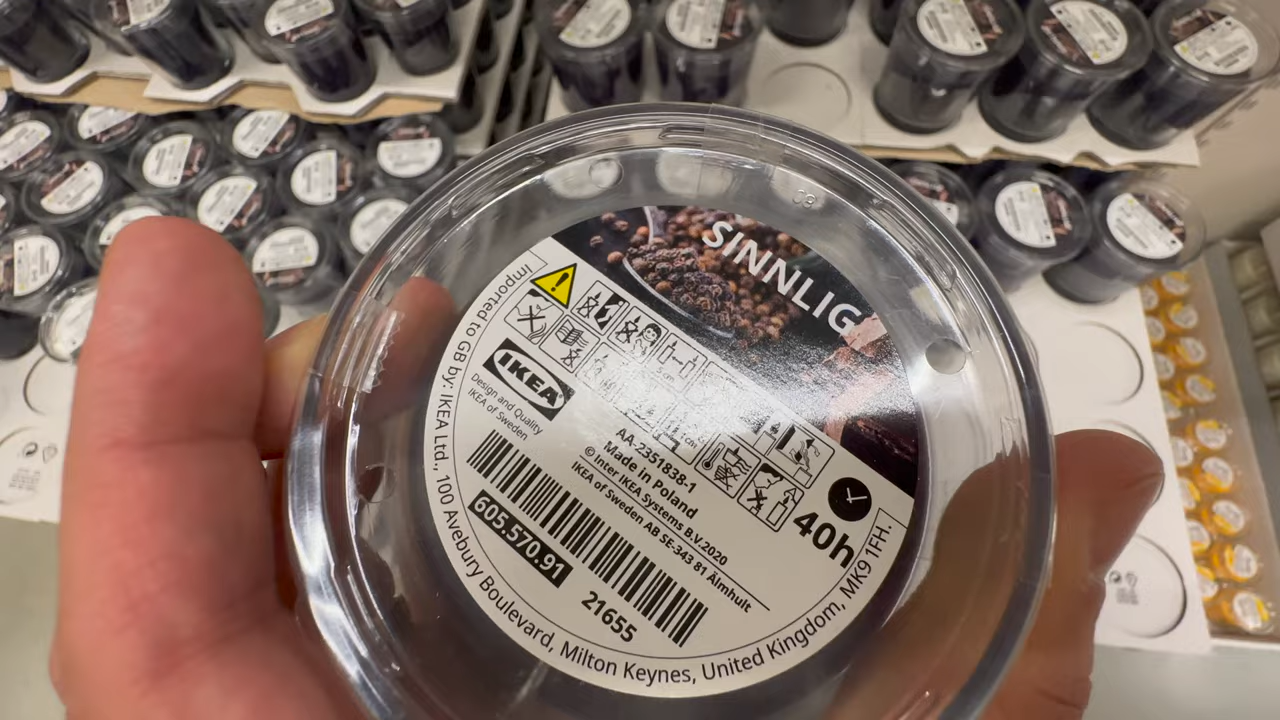 SINNLIG
IKEA
Design and Quality
IKEA of Sweden
AA-2351838-1
Made in Poland
© Inter IKEA Systems B.V.2020
IKEA of Sweden AB SE-343 81 Älmhult
40h
605.570.91
21655
Imported to GB by: IKEA Ltd., 100 Avebury Boulevard, Milton Keynes, United Kingdom, MK9 1FH.